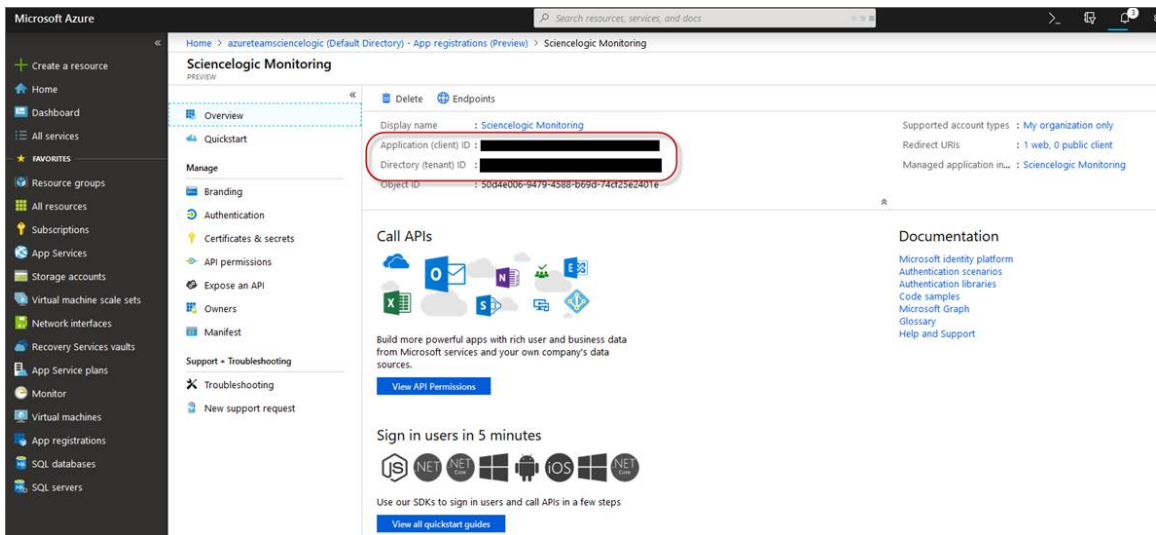 Microsoft Azure
Search resources, services, and docs
3
Home > azureteamsciencelogic (Default Directory) - App registrations (Preview) > Sciencelogic Monitoring
Sciencelogic Monitoring
PREVIEW
Create a resource
Home
Dashboard
All services
FAVORITES
Resource groups
All resources
Subscriptions
App Services
Storage accounts
Virtual machine scale sets
Network interfaces
Recovery Services vaults
App Service plans
Monitor
Virtual machines
App registrations
SQL databases
SQL servers
Overview
Quickstart
Manage
Branding
Authentication
Certificates & secrets
API permissions
Expose an API
Owners
Manifest
Support + Troubleshooting
Troubleshooting
New support request
Delete Endpoints
Display name : Sciencelogic Monitoring
Application (client) ID :
Directory (tenant) ID :
Object ID : 50d4e006-9479-4588-b69d-74cf25e2401e
Supported account types : My organization only
Redirect URIs : 1 web, 0 public client
Managed application in... : Sciencelogic Monitoring
Call APIs
Build more powerful apps with rich user and business data
from Microsoft services and your own company's data
sources.
View API Permissions
Sign in users in 5 minutes
JS .NET .NET Core iOS .NET Core
Use our SDKs to sign in users and call APIs in a few steps
View all quickstart guides
Documentation
Microsoft identity platform
Authentication scenarios
Authentication libraries
Code samples
Microsoft Graph
Glossary
Help and Support